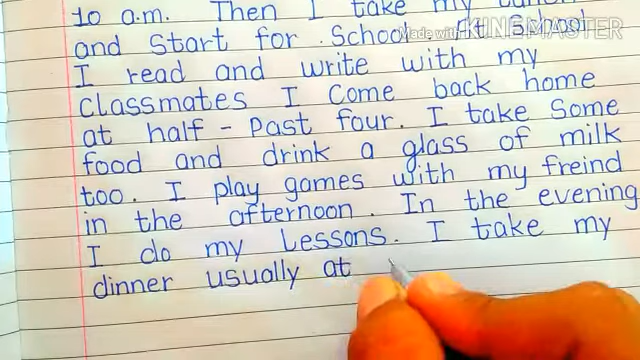 10 a.m. Then I take my
and Start for School. At School
I read and write with my
Classmates I Come back home
at half - Past four. I take Some
food and drink a glass of milk
too. I play games with my freind
in the afternoon. In the evening
I do my Lessons. I take my
dinner usually at
Made with KINEMASTER